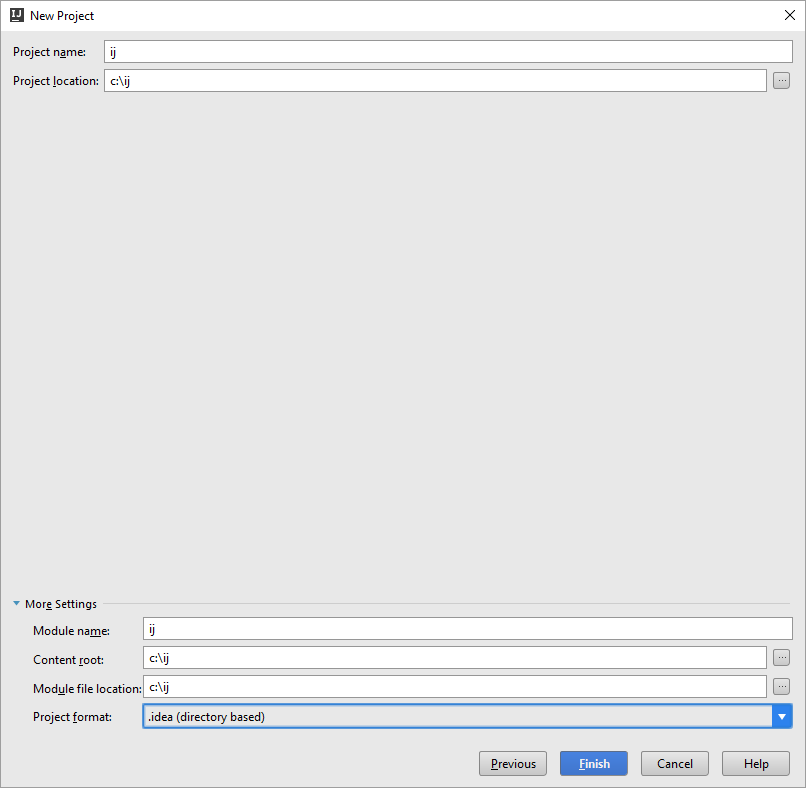 IJ New Project
Project name: ij
Project location: c:\ij ...
More Settings
Module name: ij
Content root: c:\ij ...
Module file location: c:\ij ...
Project format: .idea (directory based)
Previous Finish Cancel Help